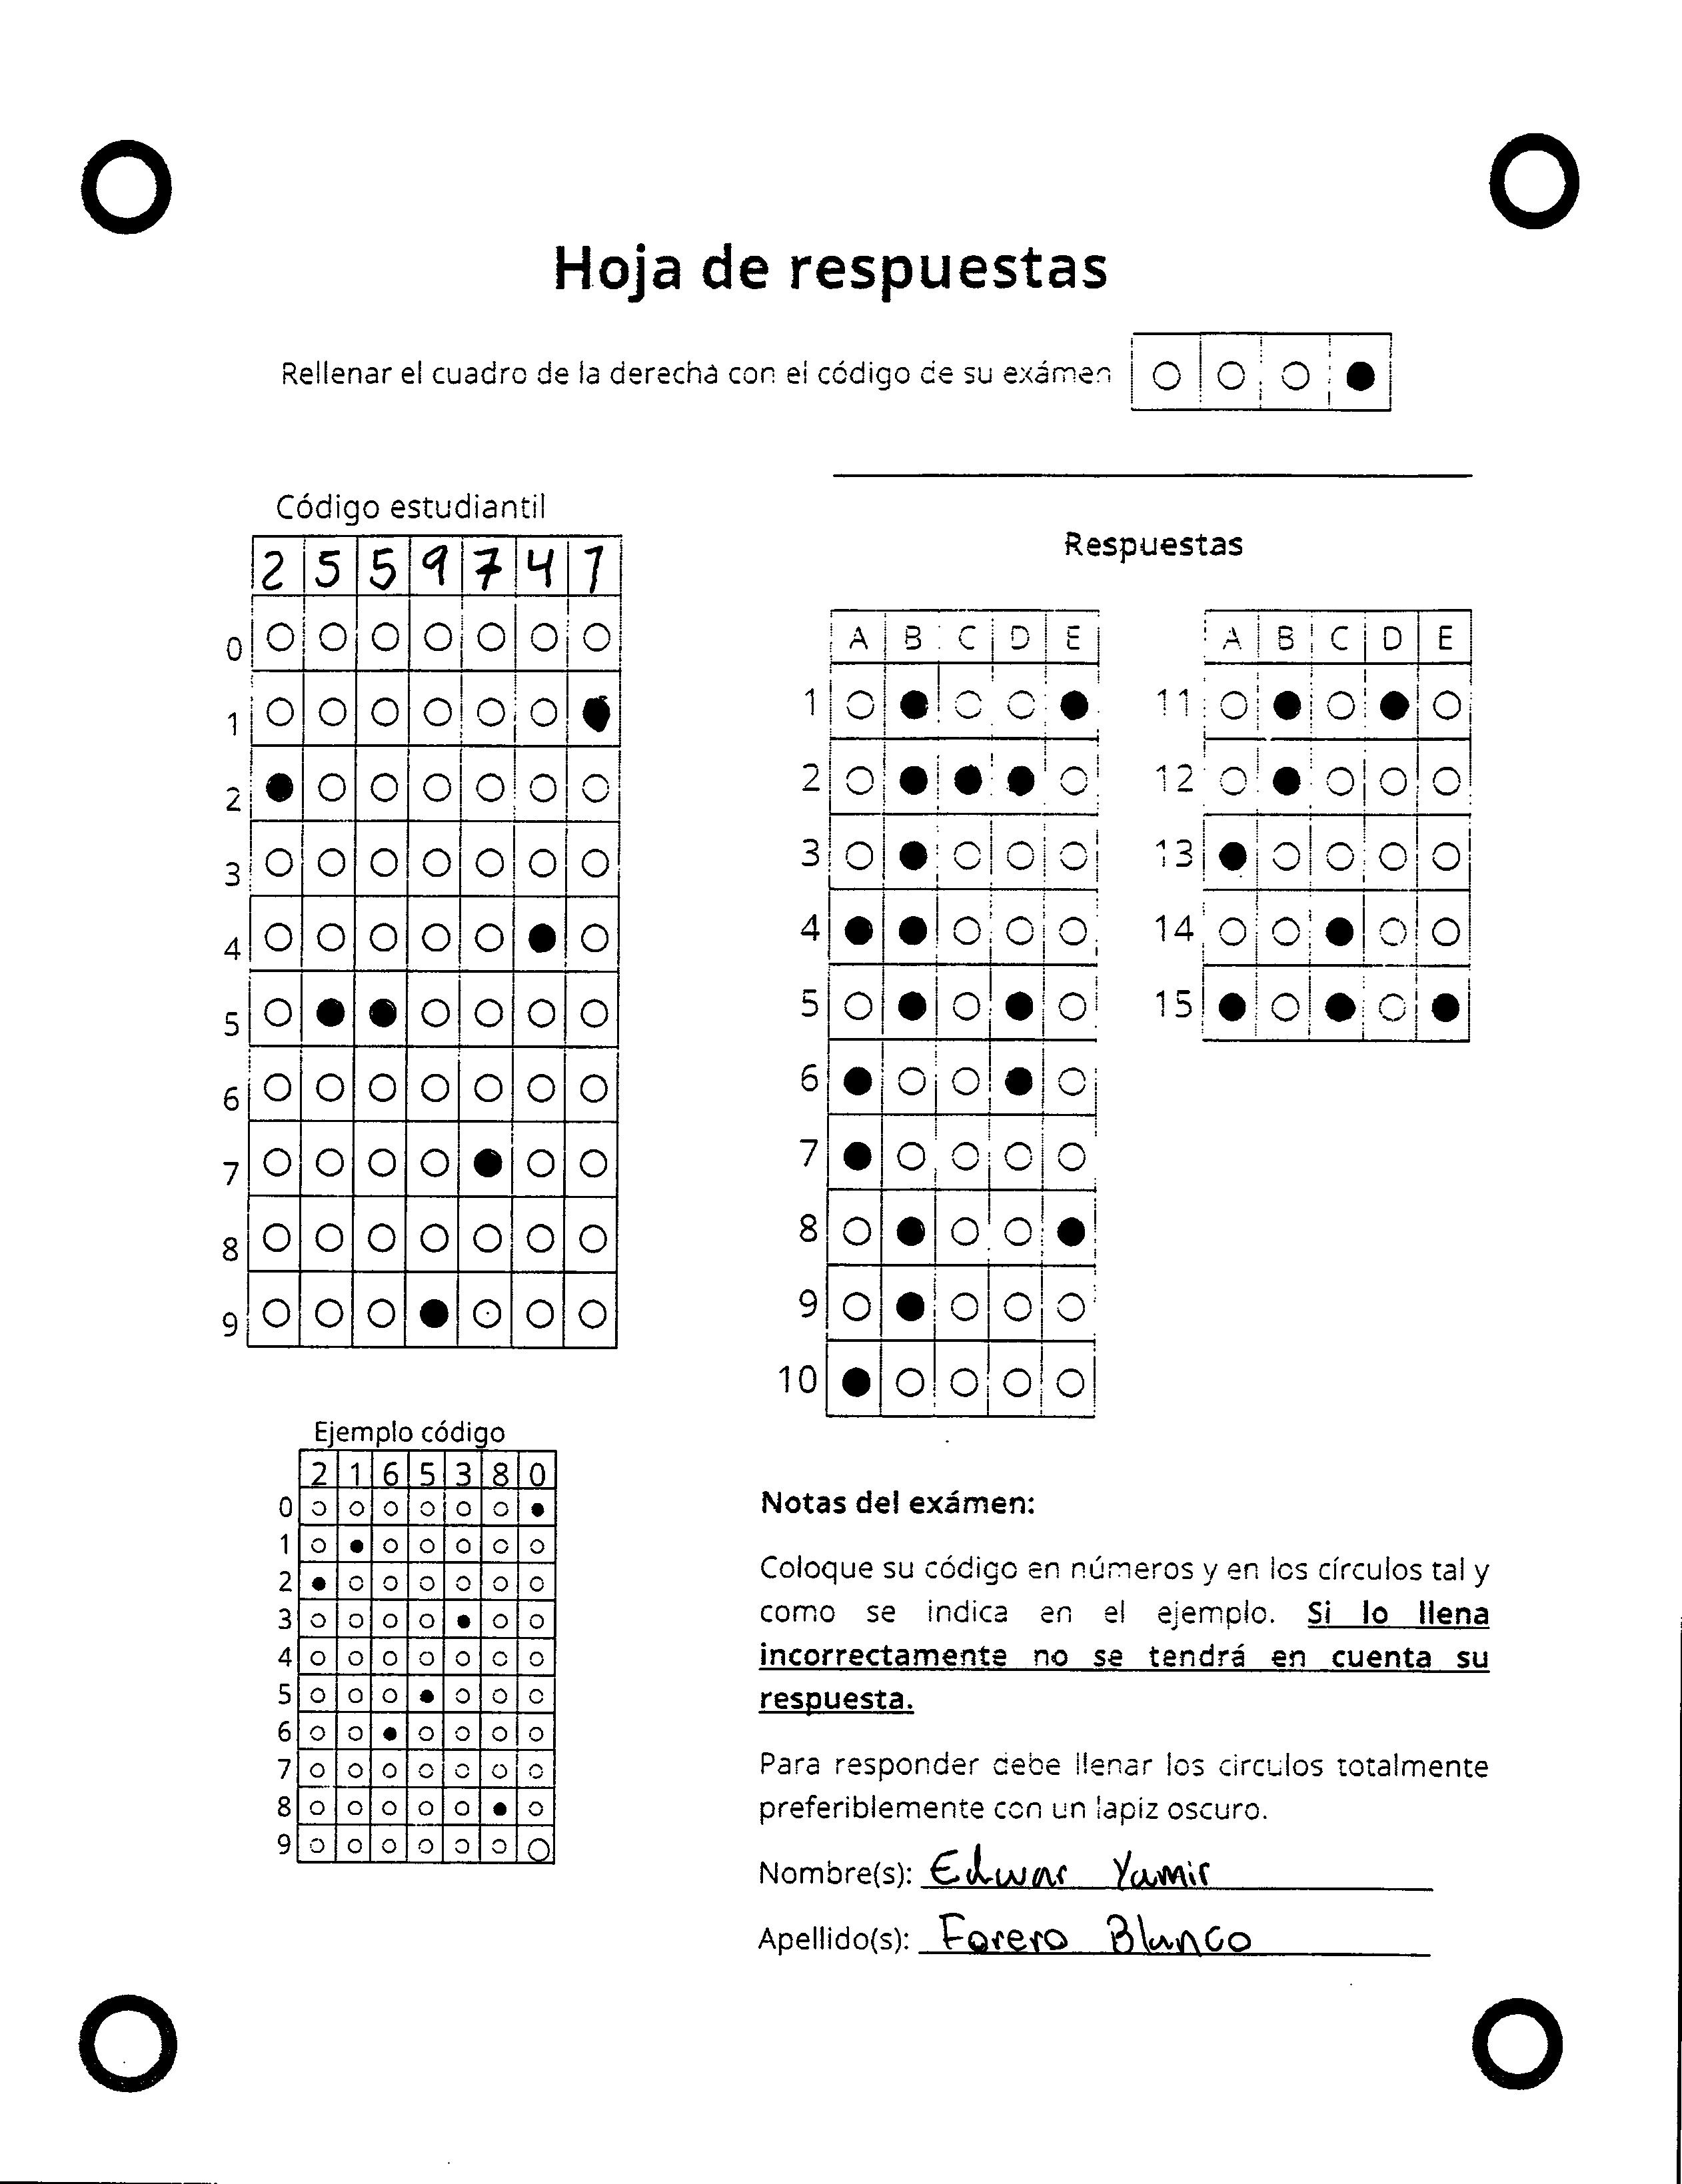 Hoja de respuestas
Rellenar el cuadro de la derecha con el código de su exámen
Código estudiantil
2 5 5 9 7 4 1
0
1
2
3
4
5
6
7
8
9
Ejemplo código
2 1 6 5 3 8 0
0
1
2
3
4
5
6
7
8
9
Respuestas
A B C D E
1
2
3
4
5
6
7
8
9
10
A B C D E
11
12
13
14
15
Notas del exámen:
Coloque su código en números y en los círculos tal y
como se indica en el ejemplo. Si lo llena
incorrectamente no se tendrá en cuenta su
respuesta.
Para responder debe llenar los circulos totalmente
preferiblemente con un lapiz oscuro.
Nombre(s): Edwar Yamir
Apellido(s): Forero Blanco